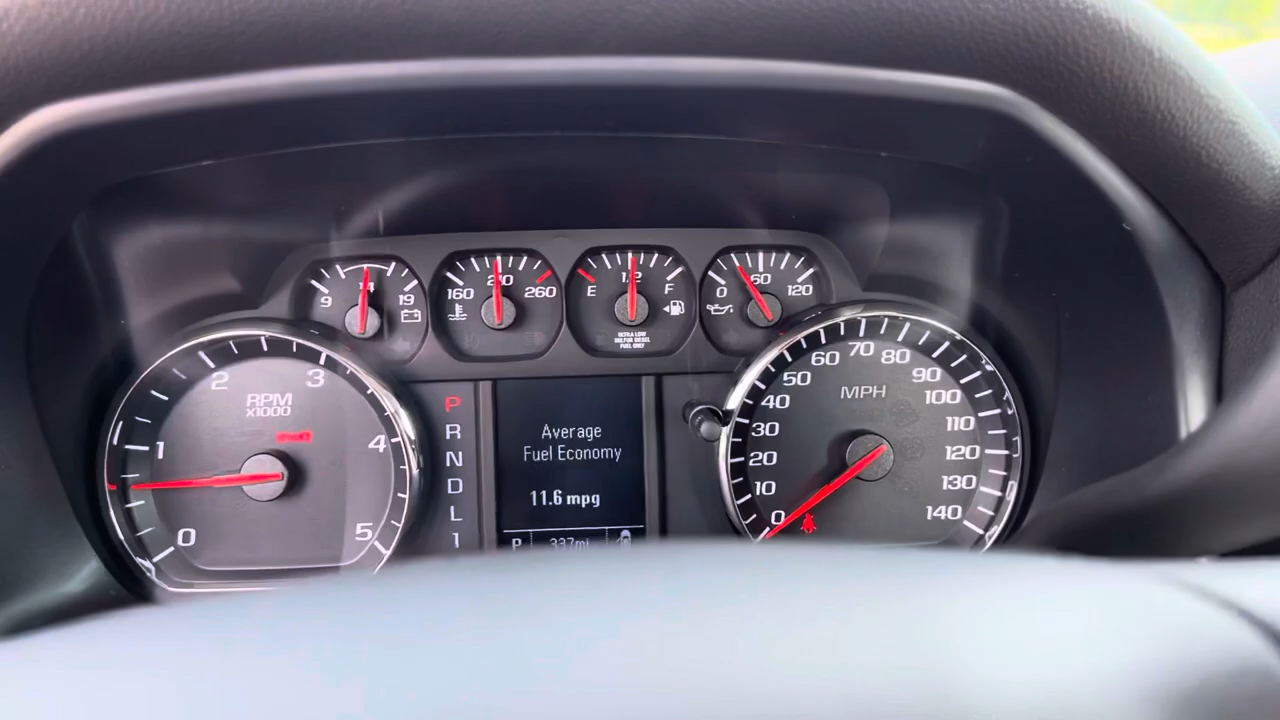 9 14 19
160 210 260
E 1/2 F
ULTRA LOW
SULFUR DIESEL
FUEL ONLY
0 60 120
RPM
x1000
0 1 2 3 4 5
P
R
N
D
L
1
Average
Fuel Economy
11.6 mpg
P 337mi
MPH
0 10 20 30 40 50 60 70 80 90 100 110 120 130 140